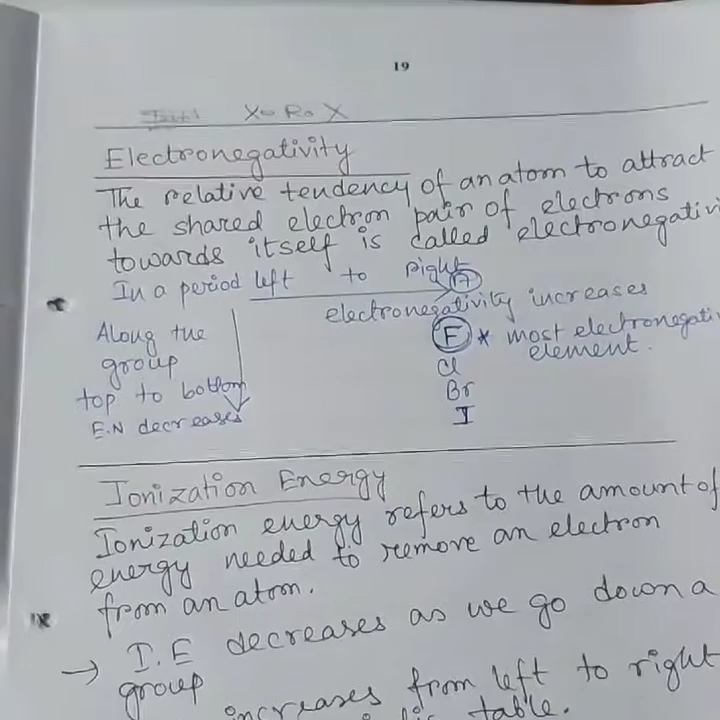 19
X R X
Electronegativity
The relative tendency of an atom to attract
the shared electron pair of electrons
towards itself is called electronegativi
In a period left to right
17
electronegativity increases
Along the
group
top to bottom
E.N decreases
F * most electronegati
element.
Cl
Br
I
Ionization Energy
Ionization energy refers to the amount of
energy needed to remove an electron
from an atom.
→ I.E decreases as we go down a
group
increases from left to right
table.